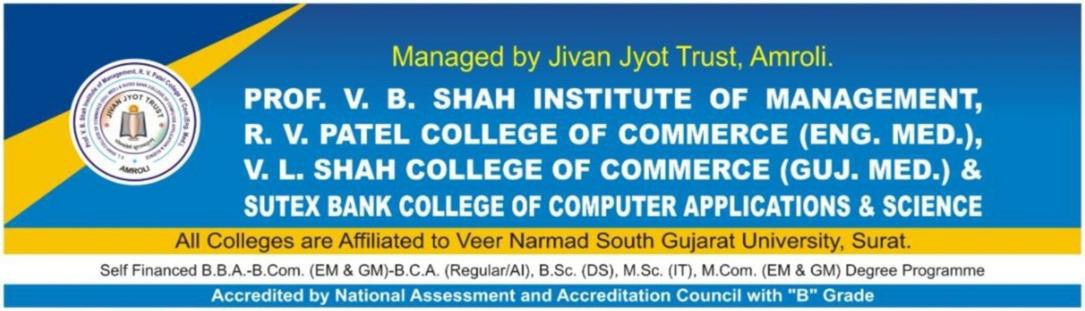 Managed by Jivan Jyot Trust, Amroli.
PROF. V. B. SHAH INSTITUTE OF MANAGEMENT,
R. V. PATEL COLLEGE OF COMMERCE (ENG. MED.),
V. L. SHAH COLLEGE OF COMMERCE (GUJ. MED.) &
SUTEX BANK COLLEGE OF COMPUTER APPLICATIONS & SCIENCE
JIVAN JYOT TRUST
AMROLI
All Colleges are Affiliated to Veer Narmad South Gujarat University, Surat.
Self Financed B.B.A.-B.Com. (EM & GM)-B.C.A. (Regular/AI), B.Sc. (DS), M.Sc. (IT), M.Com. (EM & GM) Degree Programme
Accredited by National Assessment and Accreditation Council with "B" Grade